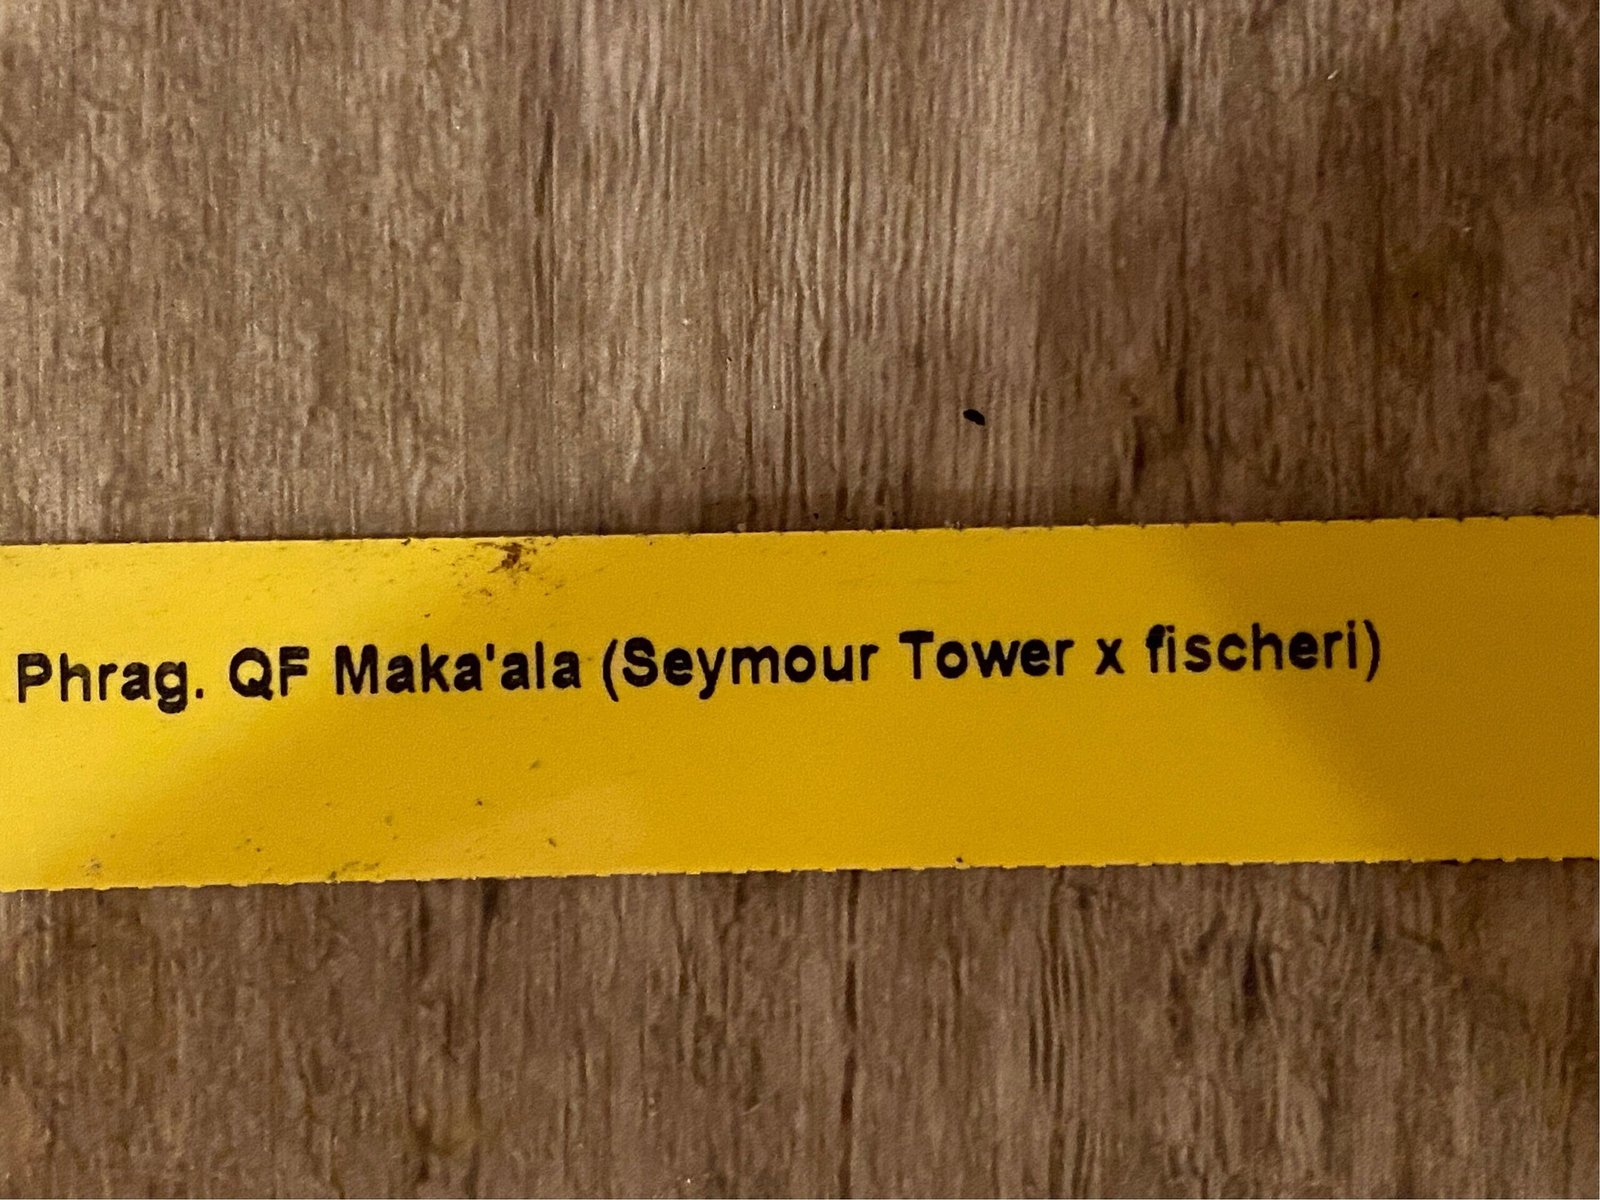 Phrag. QF Maka'ala (Seymour Tower x fischeri)